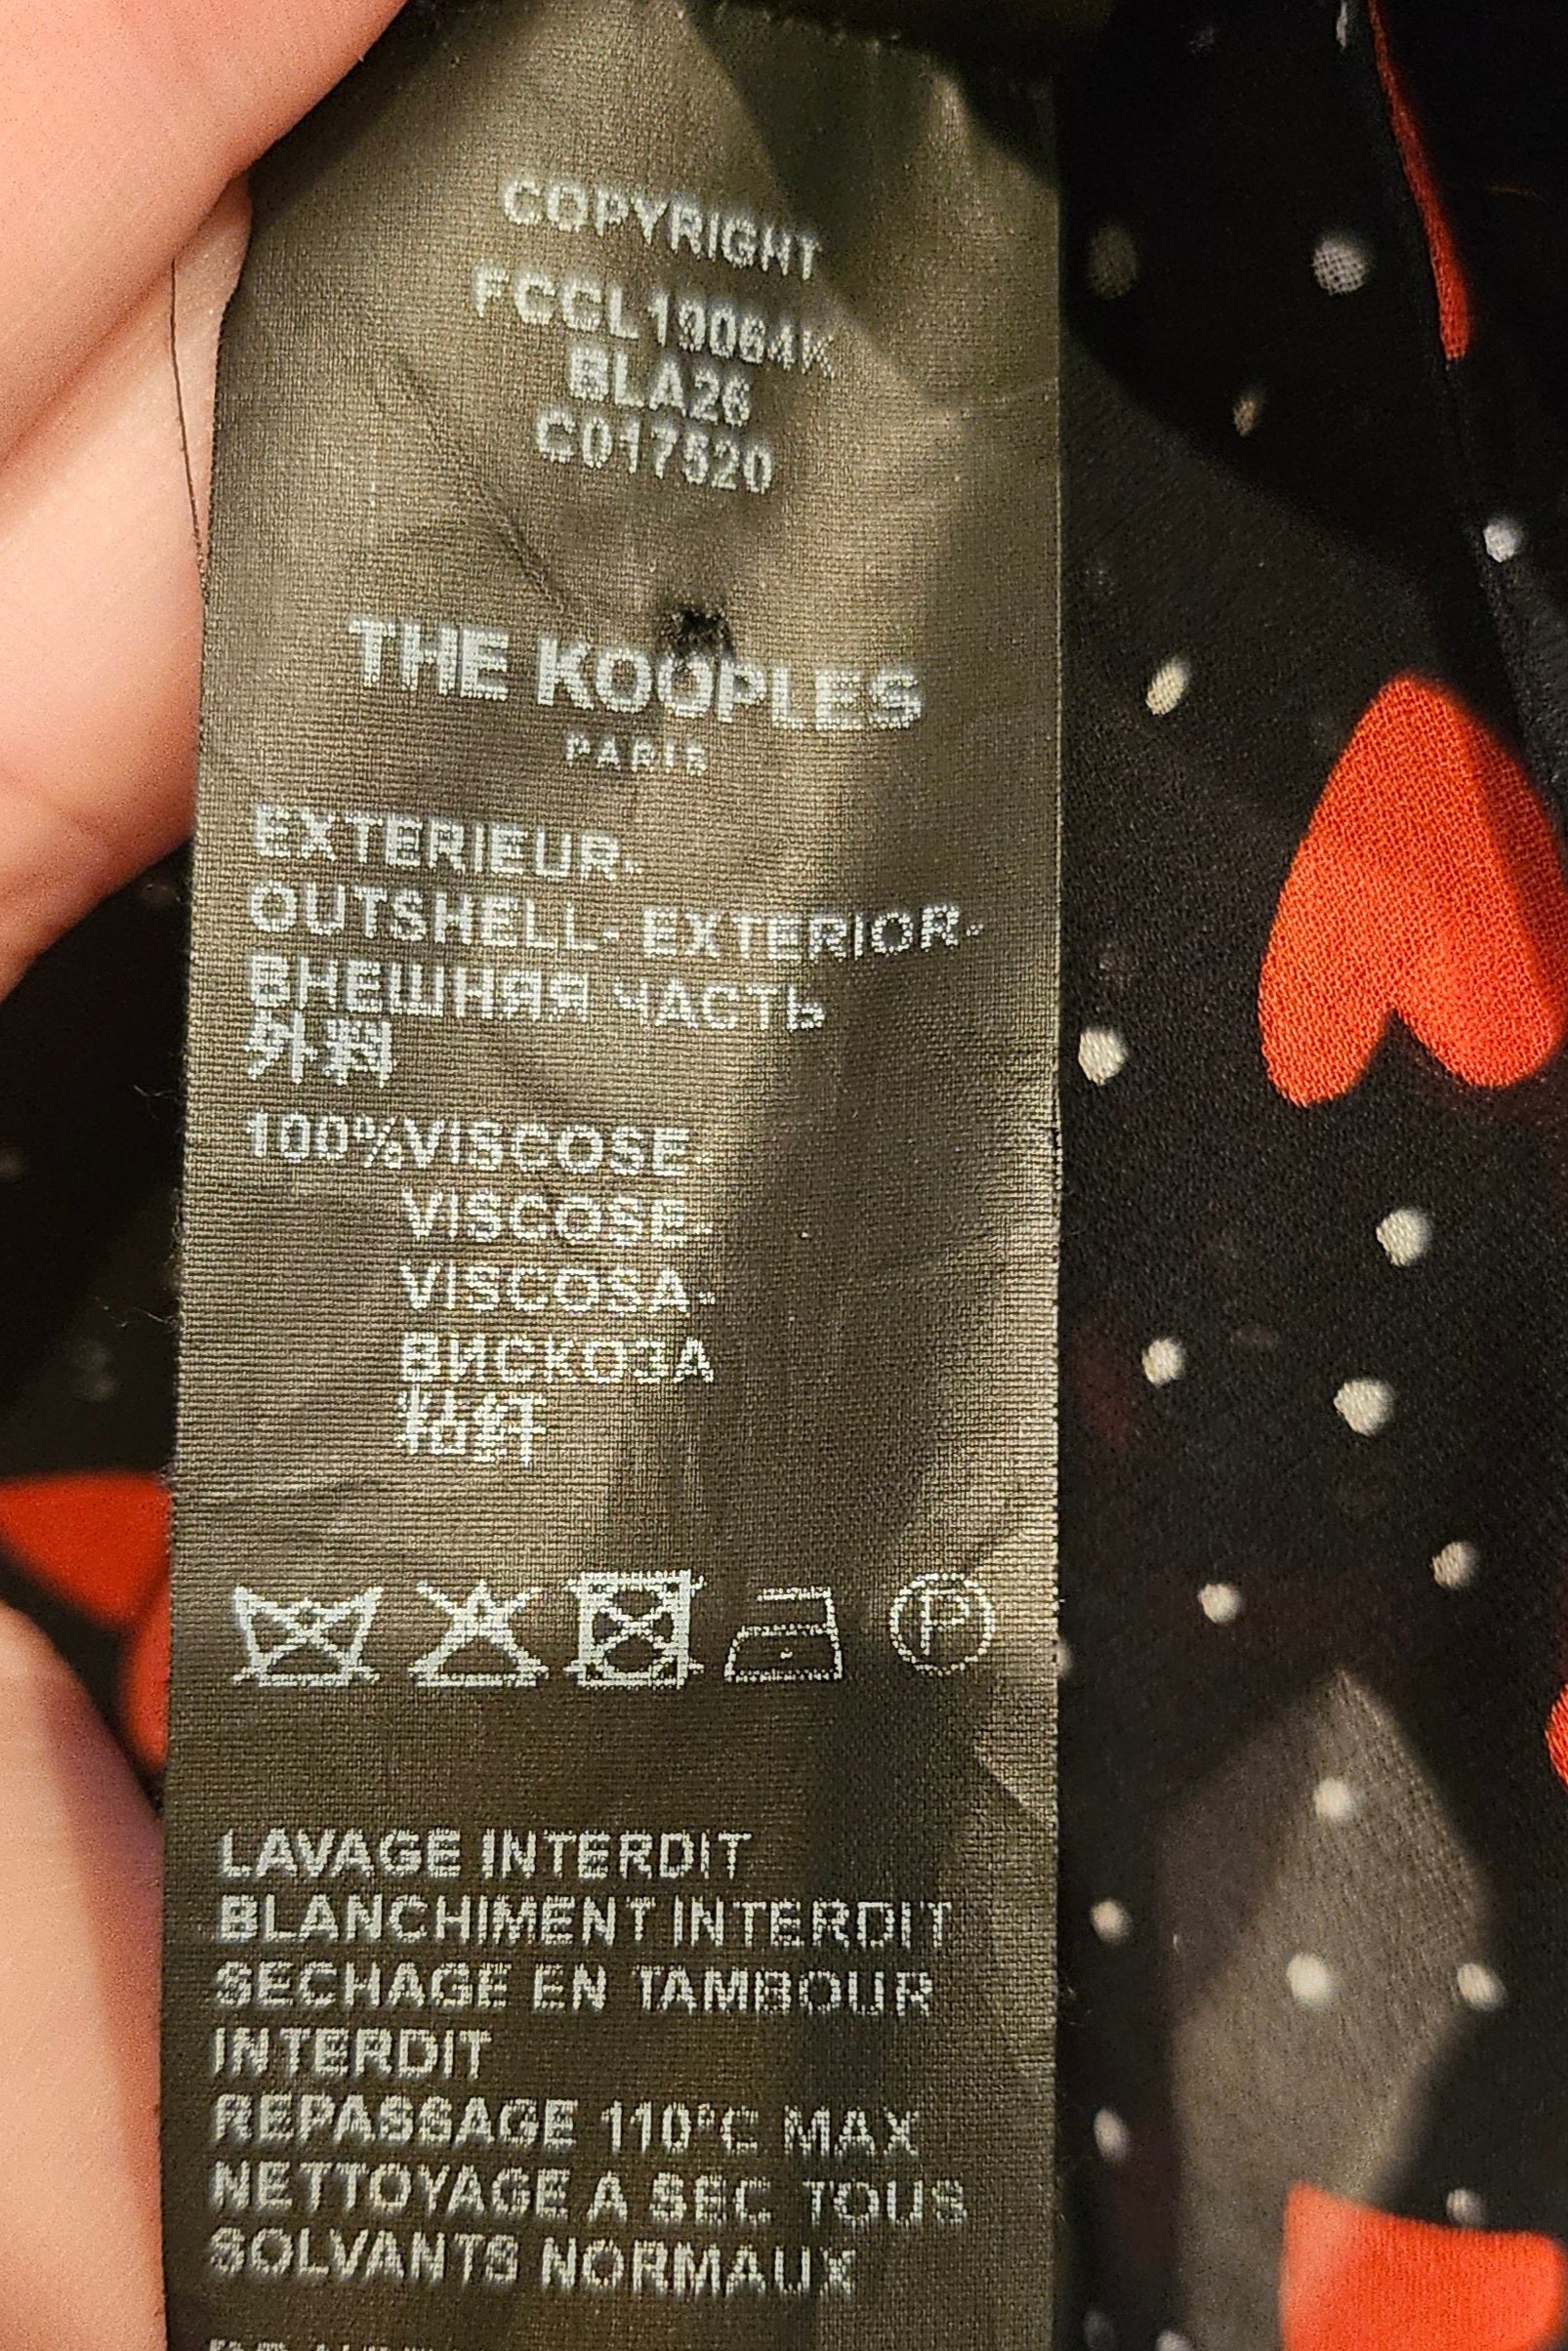 COPYRIGHT
FCCL19064K
BLA26
C017520
THE KOOPLES
PARIS
EXTERIEUR-
OUTSHELL- EXTERIOR-
ВНЕШНЯЯ ЧАСТЬ
外料
100%VISCOSE-
VISCOSE-
VISCOSA-
ВИСКОЗА
粘纤
P
LAVAGE INTERDIT
BLANCHIMENT INTERDIT
SECHAGE EN TAMBOUR
INTERDIT
REPASSAGE 110°C MAX
NETTOYAGE A SEC TOUS
SOLVANTS NORMAUX